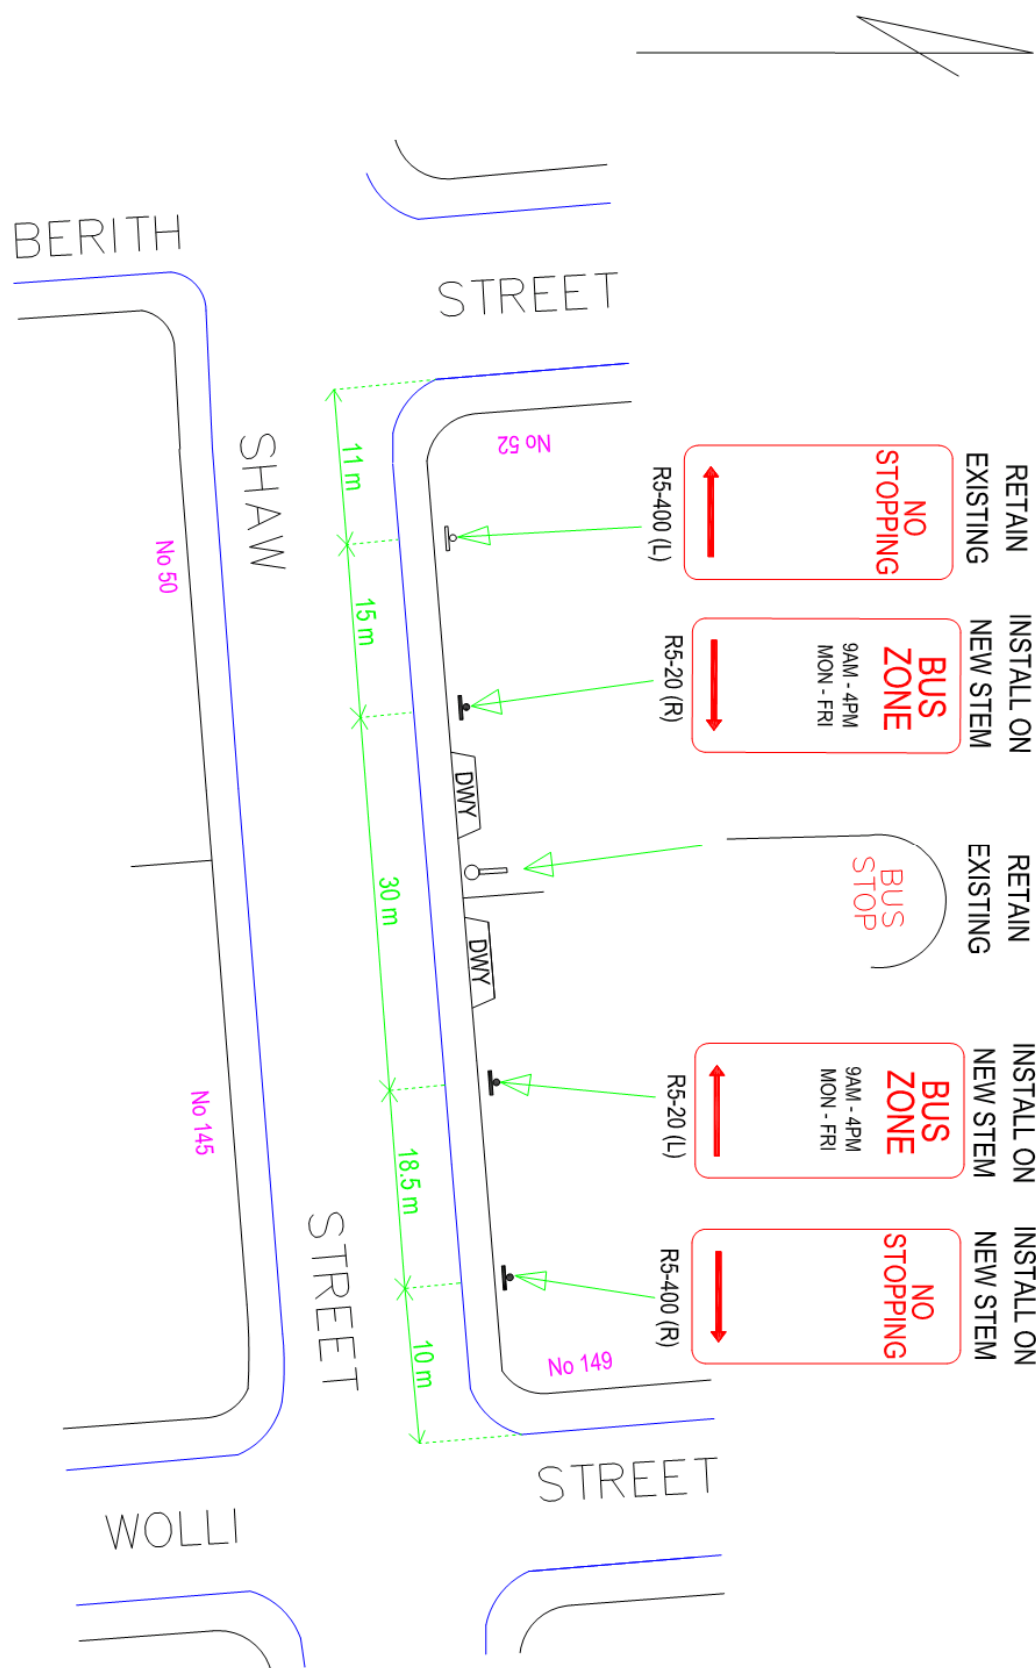 BERITH
STREET
SHAW
STREET
WOLLI
STREET
No 52
No 50
No 145
No 149
11 m
15 m
30 m
18.5 m
10 m
DWY
DWY
RETAIN
EXISTING
NO
STOPPING
R5-400 (L)
INSTALL ON
NEW STEM
BUS
ZONE
9AM - 4PM
MON - FRI
R5-20 (R)
RETAIN
EXISTING
BUS
STOP
INSTALL ON
NEW STEM
BUS
ZONE
9AM - 4PM
MON - FRI
R5-20 (L)
INSTALL ON
NEW STEM
NO
STOPPING
R5-400 (R)